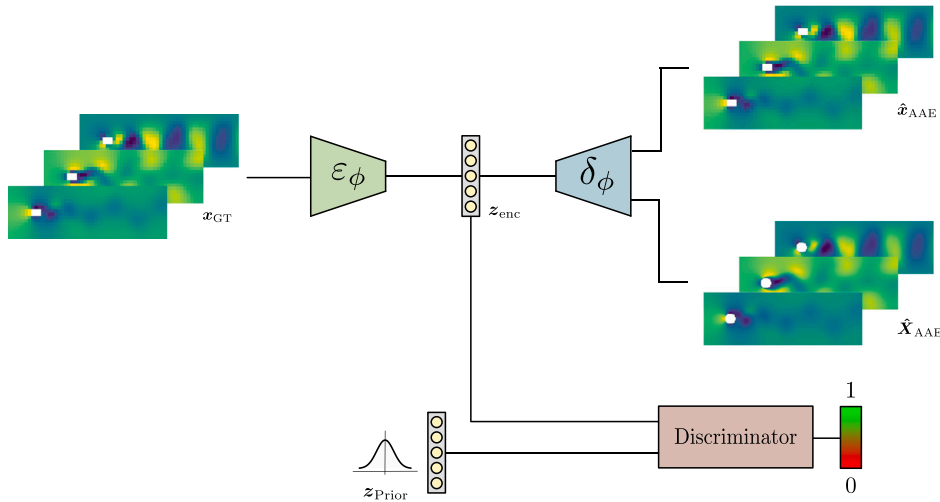 x̂_AAE
x_GT
ε_ϕ
δ_ϕ
z_enc
X̂_AAE
1
Discriminator
z_Prior
0